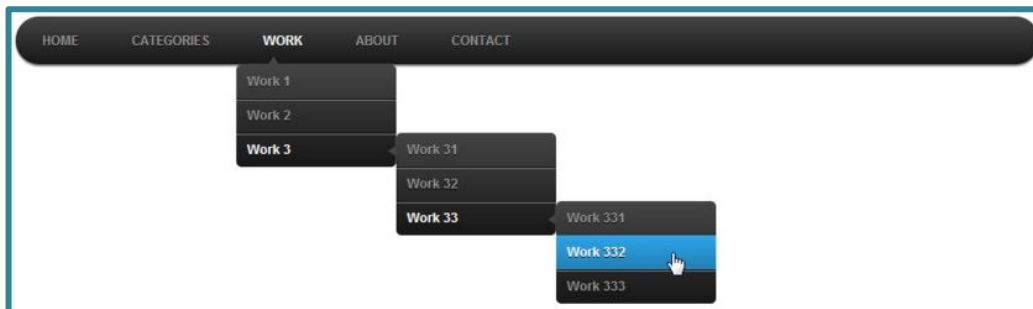 HOME CATEGORIES WORK ABOUT CONTACT
Work 1
Work 2
Work 3
Work 31
Work 32
Work 33
Work 331
Work 332
Work 333